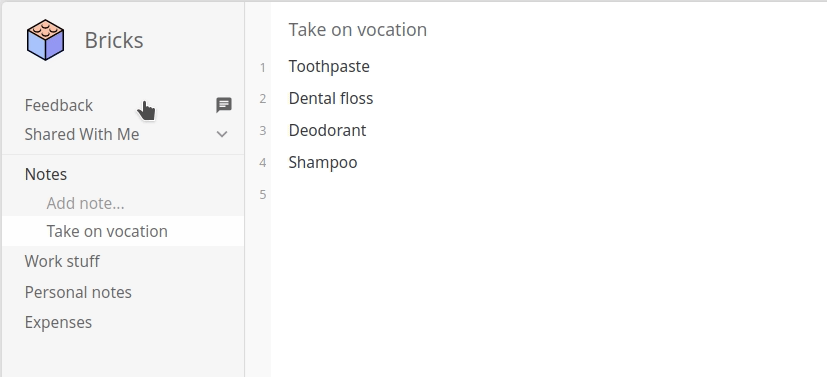 Bricks
Feedback
Shared With Me
Notes
Add note...
Take on vocation
Work stuff
Personal notes
Expenses
Take on vocation
1 Toothpaste
2 Dental floss
3 Deodorant
4 Shampoo
5